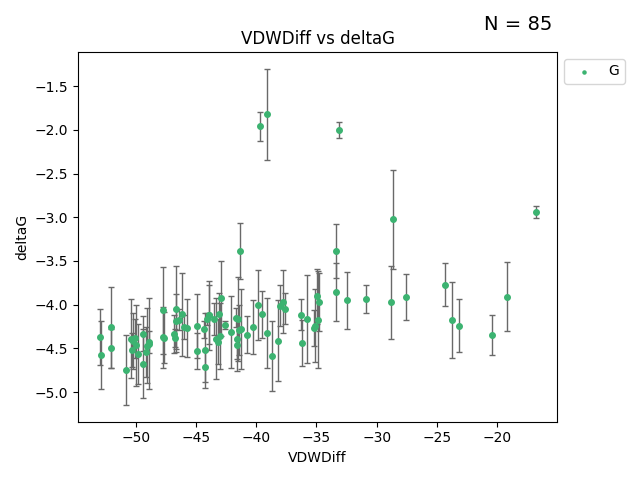 N = 85
VDWDiff vs deltaG
G
−1.5
−2.0
−2.5
−3.0
−3.5
−4.0
−4.5
−5.0
deltaG
−50 −45 −40 −35 −30 −25 −20
VDWDiff